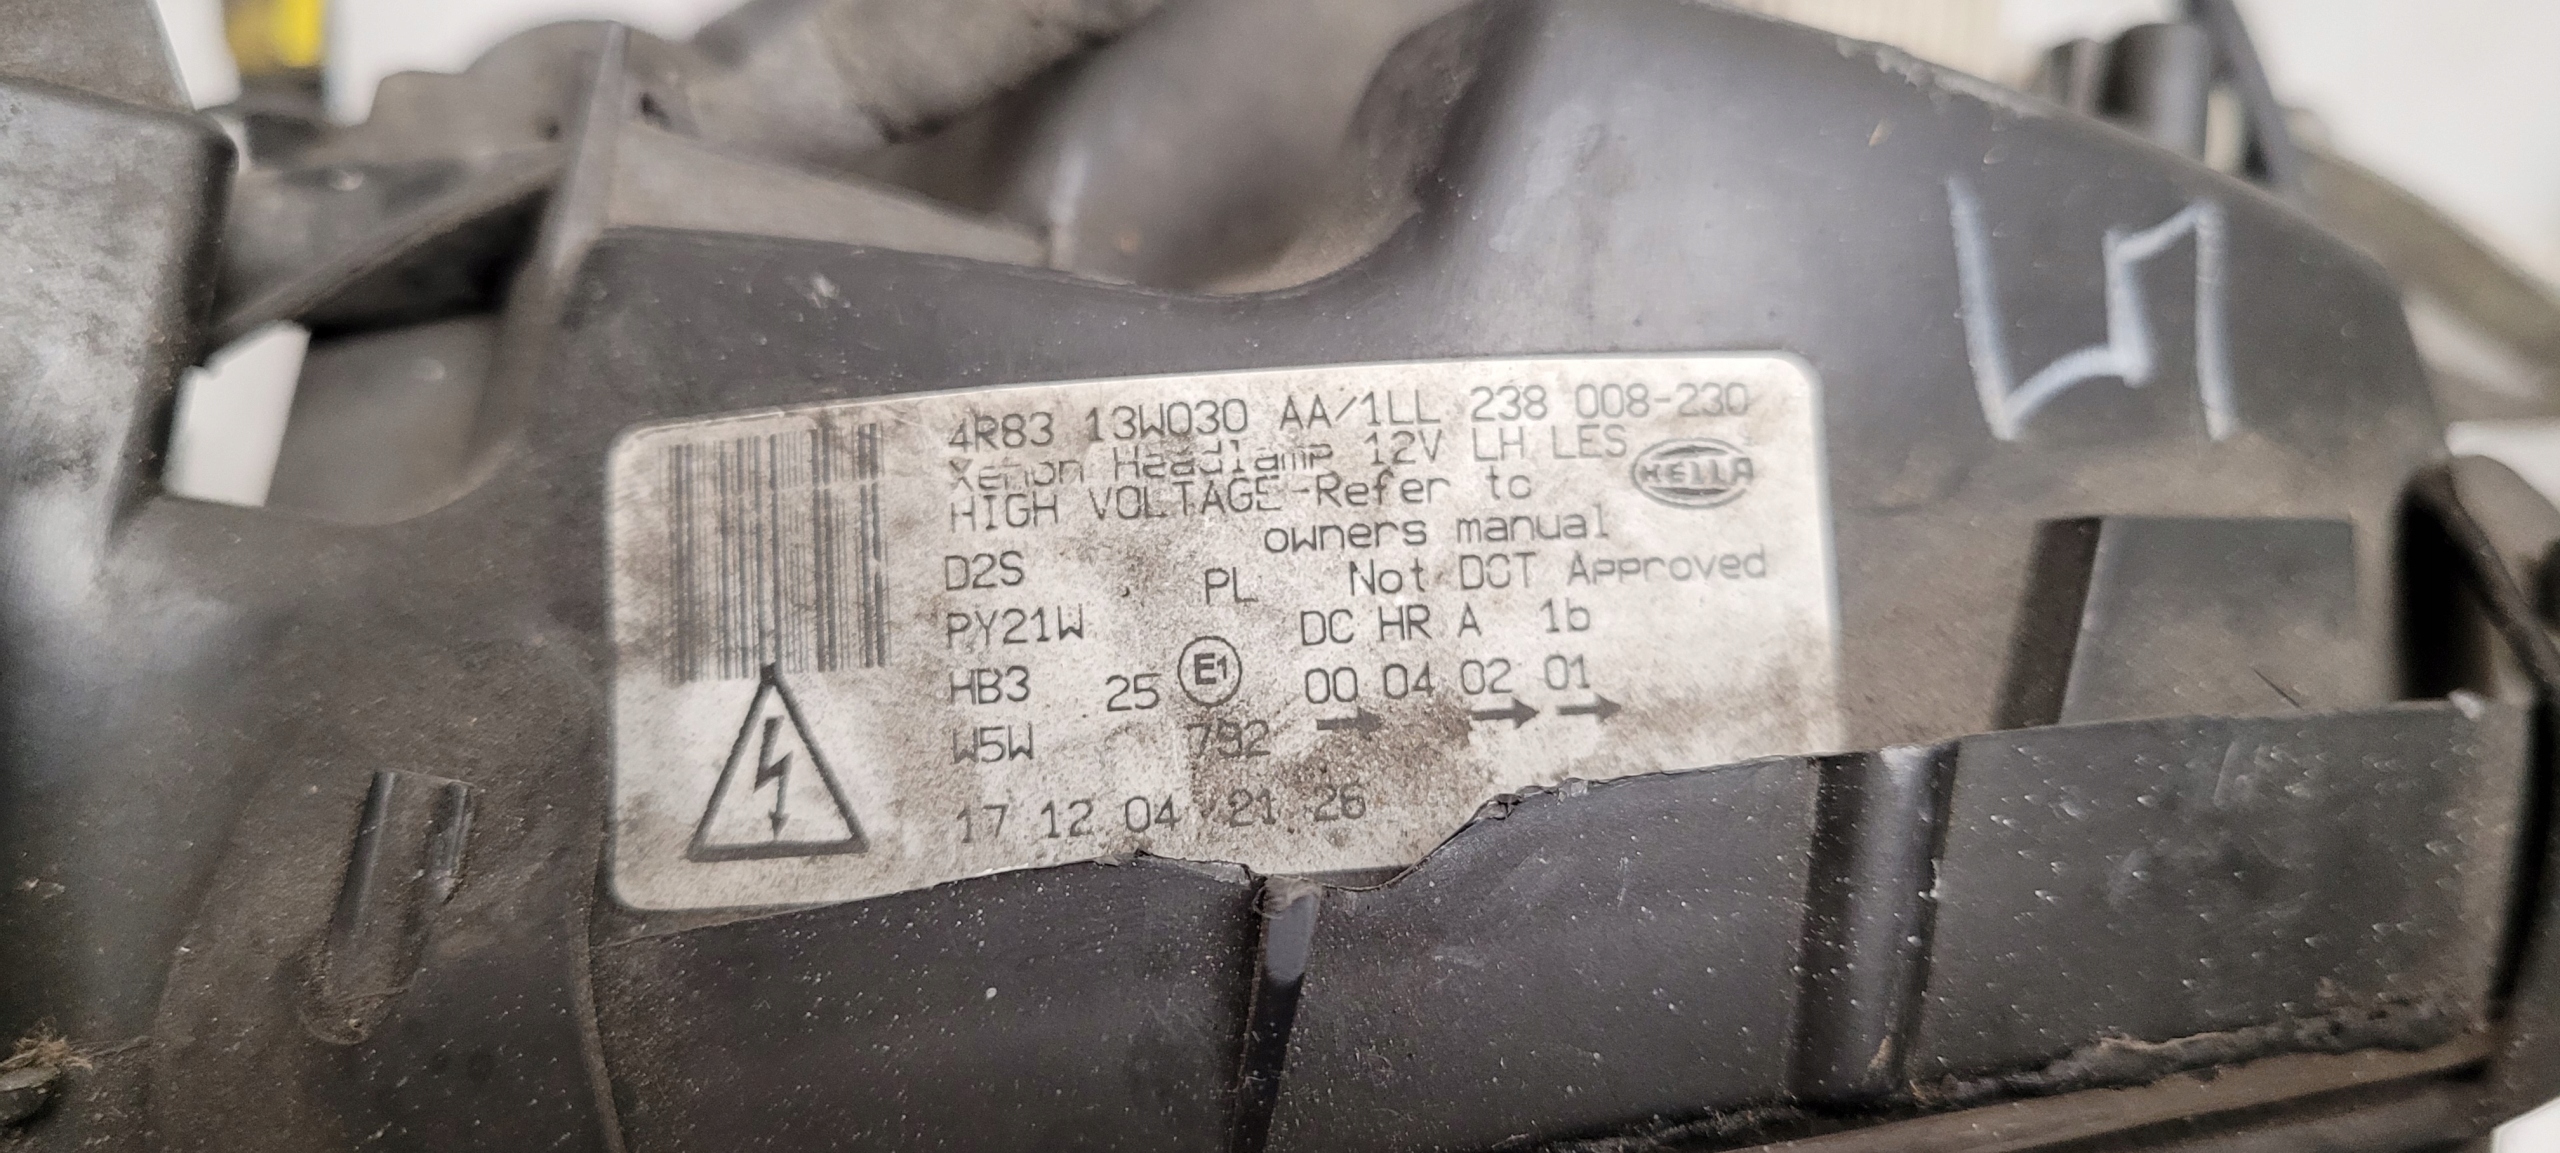 4R83 13W030 AA/1LL 238 008-230
Xenon Headlamp 12V LH LES
HELLA
HIGH VOLTAGE-Refer to
owners manual
D2S PL Not DOT Approved
PY21W DC HR A 1b
HB3 25 E1 00 04 02 01
W5W 792
17 12 04 21 26